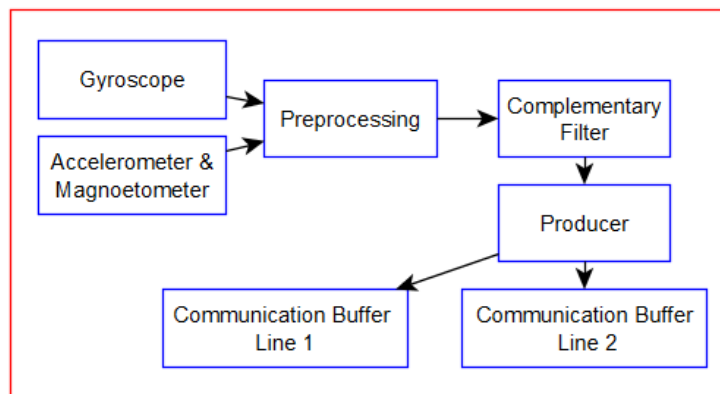 Gyroscope
Accelerometer &
Magnoetometer
Preprocessing
Complementary
Filter
Producer
Communication Buffer
Line 1
Communication Buffer
Line 2